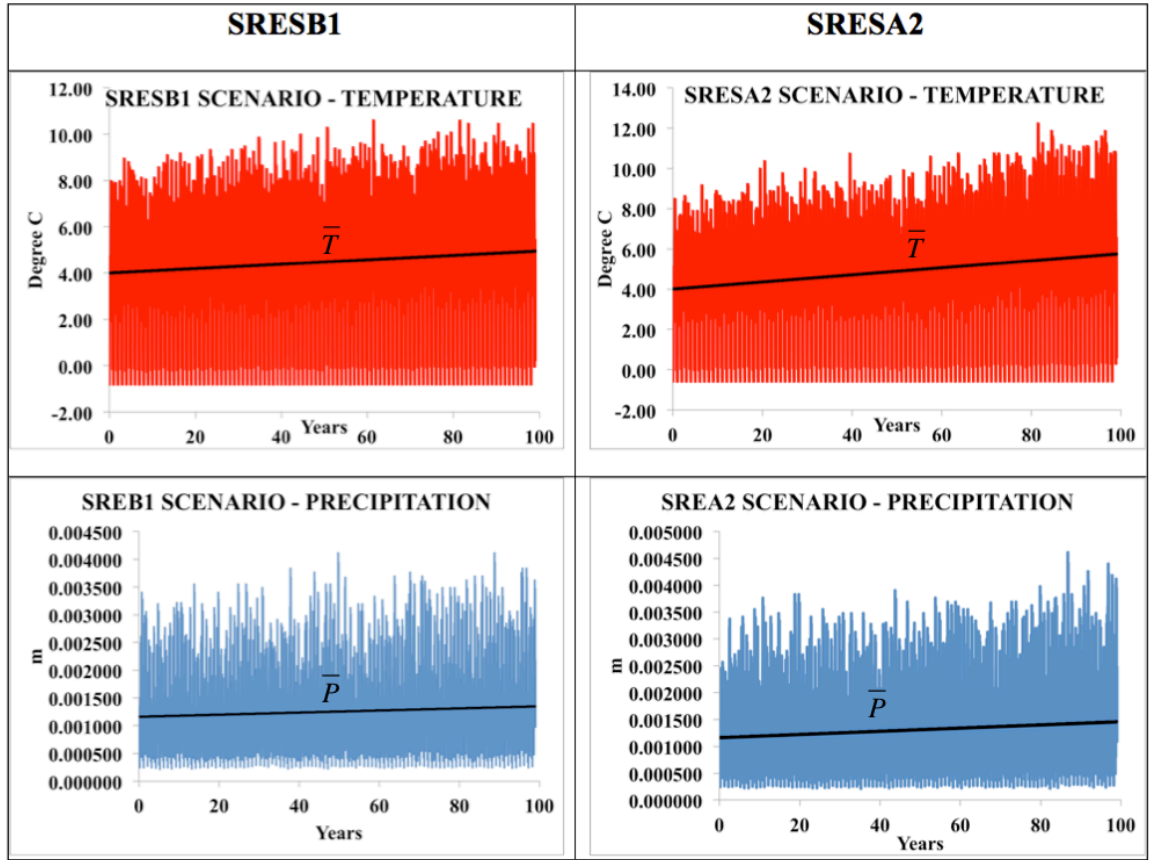 SRESB1
SRESA2
SRESB1 SCENARIO - TEMPERATURE
12.00
10.00
8.00
6.00
4.00
2.00
0.00
-2.00
Degree C
T
0 20 40 60 80 100
Years
SRESA2 SCENARIO - TEMPERATURE
14.00
12.00
10.00
8.00
6.00
4.00
2.00
0.00
-2.00
Degree C
T
0 20 40 60 80 100
Years
SREB1 SCENARIO - PRECIPITATION
0.004500
0.004000
0.003500
0.003000
0.002500
0.002000
0.001500
0.001000
0.000500
0.000000
m
P
0 20 40 60 80 100
Years
SREA2 SCENARIO - PRECIPITATION
0.005000
0.004500
0.004000
0.003500
0.003000
0.002500
0.002000
0.001500
0.001000
0.000500
0.000000
m
P
0 20 40 60 80 100
Years